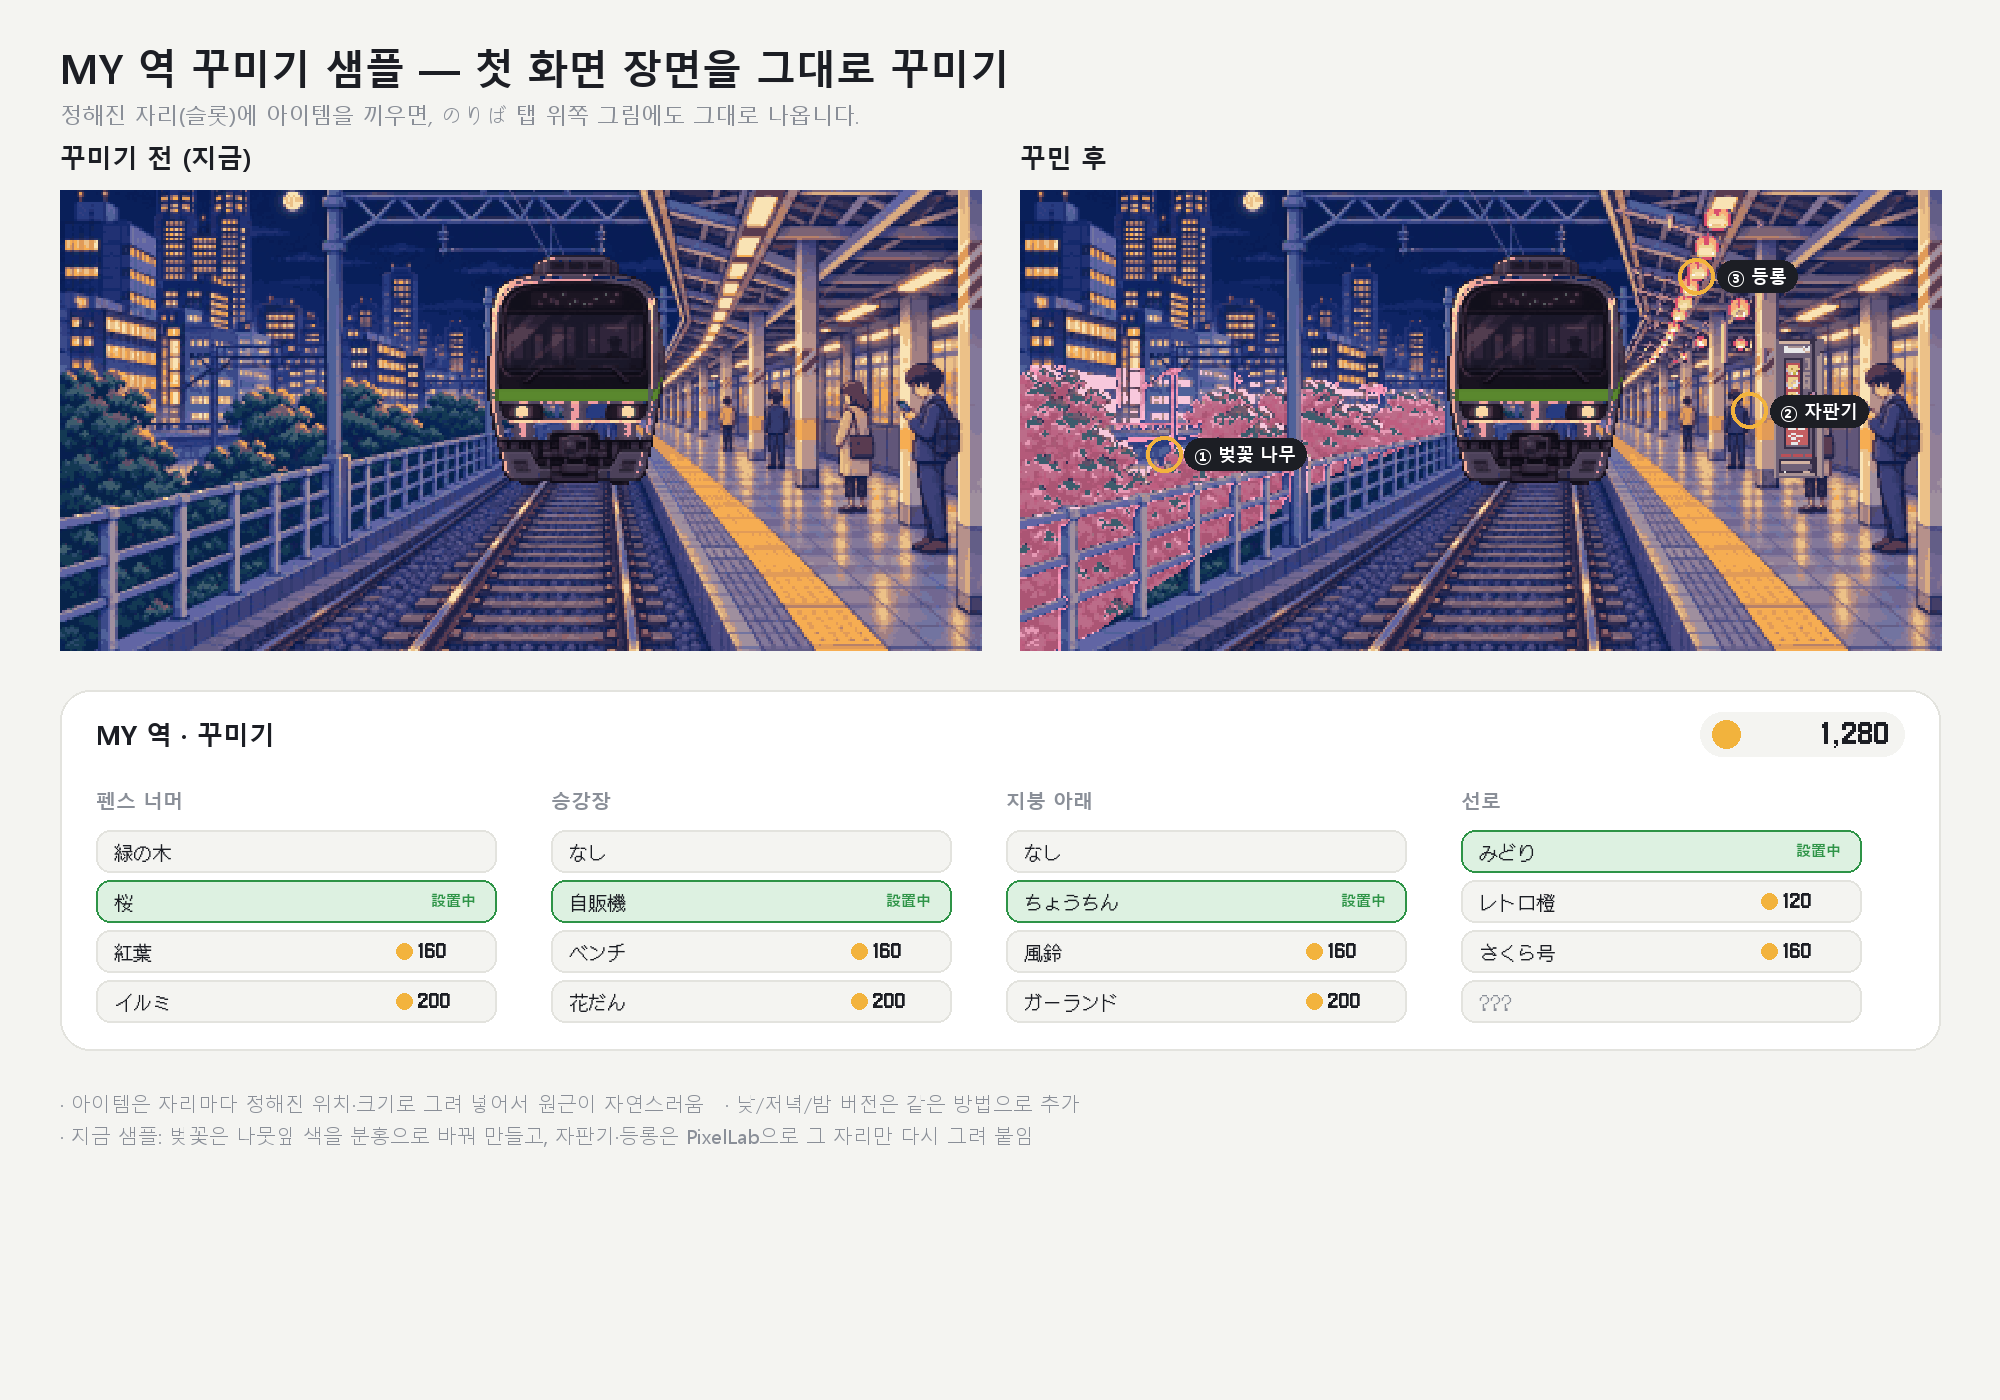 MY 역 꾸미기 샘플 — 첫 화면 장면을 그대로 꾸미기
정해진 자리(슬롯)에 아이템을 끼우면, のりば 탭 위쪽 그림에도 그대로 나옵니다.
꾸미기 전 (지금)
꾸민 후
③ 등롱
② 자판기
① 벚꽃 나무
MY 역 · 꾸미기
1,280
펜스 너머
緑の木
桜 設置中
紅葉 160
イルミ 200
승강장
なし
自販機 設置中
ベンチ 160
花だん 200
지붕 아래
なし
ちょうちん 設置中
風鈴 160
ガーランド 200
선로
みどり 設置中
レトロ橙 120
さくら号 160
???
· 아이템은 자리마다 정해진 위치·크기로 그려 넣어서 원근이 자연스러움 · 낮/저녁/밤 버전은 같은 방법으로 추가
· 지금 샘플: 벚꽃은 나뭇잎 색을 분홍으로 바꿔 만들고, 자판기·등롱은 PixelLab으로 그 자리만 다시 그려 붙임